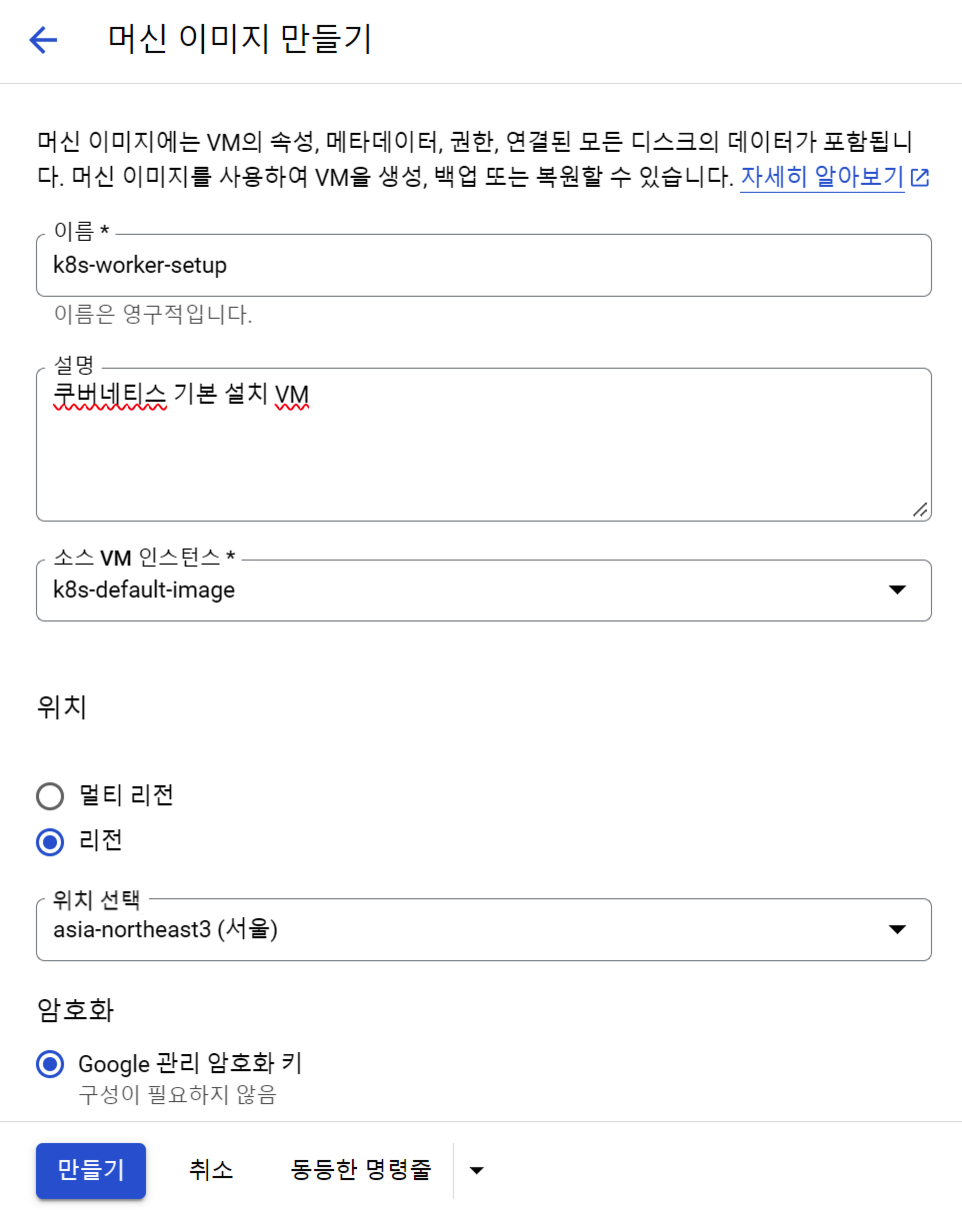 머신 이미지 만들기
머신 이미지에는 VM의 속성, 메타데이터, 권한, 연결된 모든 디스크의 데이터가 포함됩니
다. 머신 이미지를 사용하여 VM을 생성, 백업 또는 복원할 수 있습니다. 자세히 알아보기
이름 *
k8s-worker-setup
이름은 영구적입니다.
설명
쿠버네티스 기본 설치 VM
소스 VM 인스턴스 *
k8s-default-image
위치
멀티 리전
리전
위치 선택
asia-northeast3 (서울)
암호화
Google 관리 암호화 키
구성이 필요하지 않음
만들기 취소 동등한 명령줄